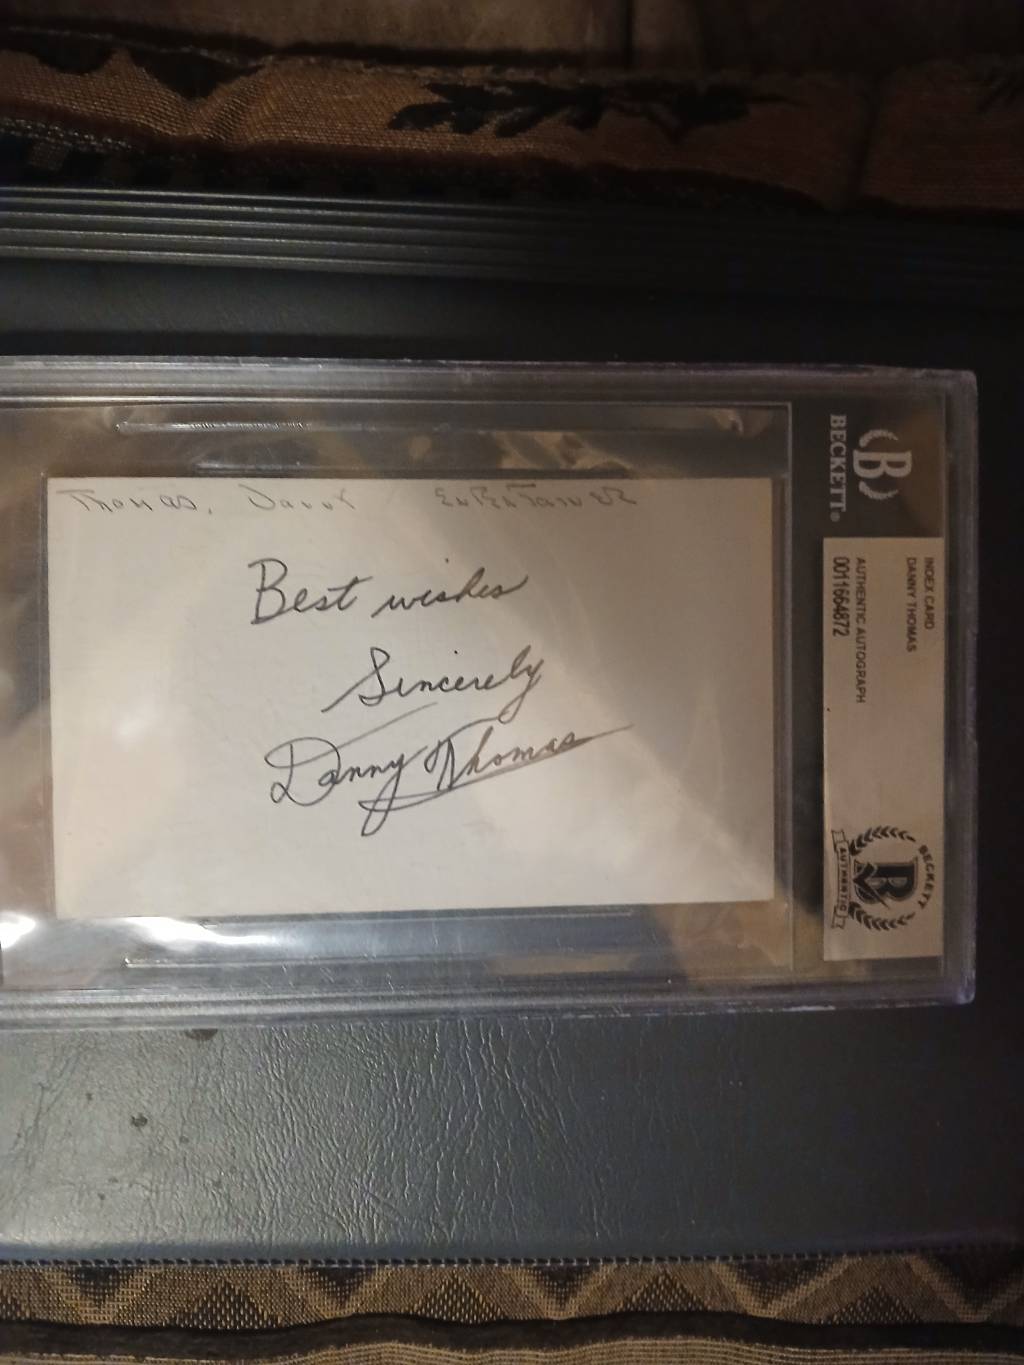 Thomas, Danny / Entertainer
Best wishes
Sincerely
Danny Thomas
B
BECKETT®
INDEX CARD
DANNY THOMAS
AUTHENTIC AUTOGRAPH
0011664872
BECKETT
B
AUTHENTIC